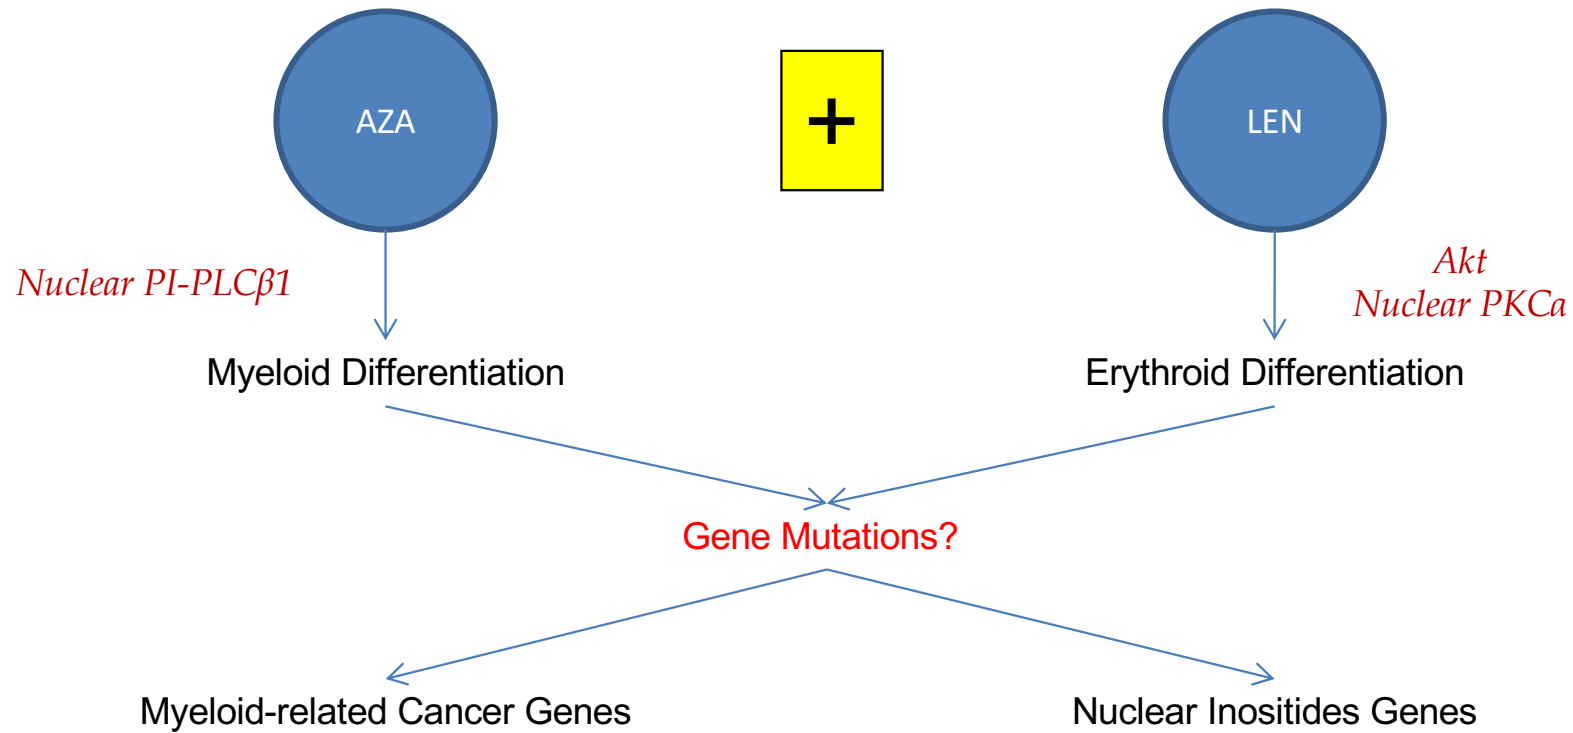 AZA
+
LEN
Nuclear PI-PLCβ1
Akt
Nuclear PKCa
Myeloid Differentiation
Erythroid Differentiation
Gene Mutations?
Myeloid-related Cancer Genes
Nuclear Inositides Genes